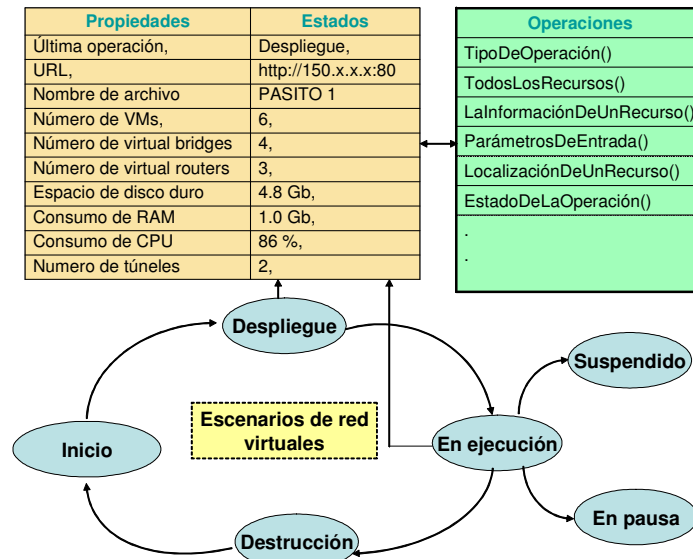 Propiedades Estados
Última operación, Despliegue,
URL, http://150.x.x.x:80
Nombre de archivo PASITO 1
Número de VMs, 6,
Número de virtual bridges 4,
Número de virtual routers 3,
Espacio de disco duro 4.8 Gb,
Consumo de RAM 1.0 Gb,
Consumo de CPU 86 %,
Numero de túneles 2,
Operaciones
TipoDeOperación()
TodosLosRecursos()
LaInformaciónDeUnRecurso()
ParámetrosDeEntrada()
LocalizaciónDeUnRecurso()
EstadoDeLaOperación()
.
.
Despliegue
Suspendido
Escenarios de red
virtuales
Inicio
En ejecución
En pausa
Destrucción